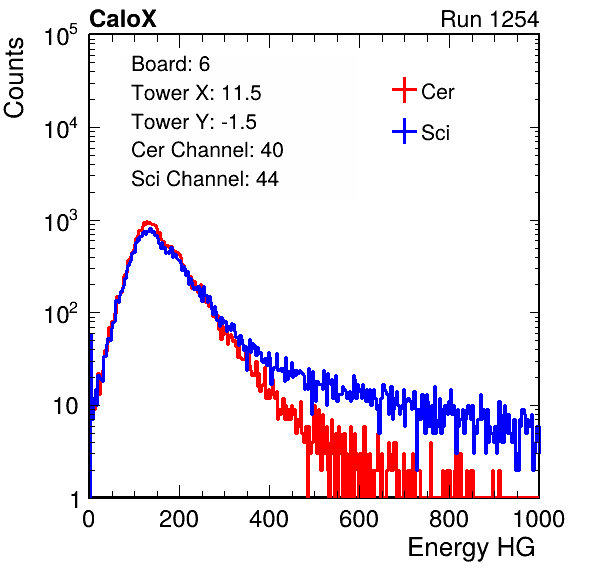 CaloX Run 1254
10^5
Counts
Board: 6
Tower X: 11.5
Tower Y: -1.5
Cer Channel: 40
Sci Channel: 44
Cer
Sci
10^4
10^3
10^2
10
1
0 200 400 600 800 1000
Energy HG